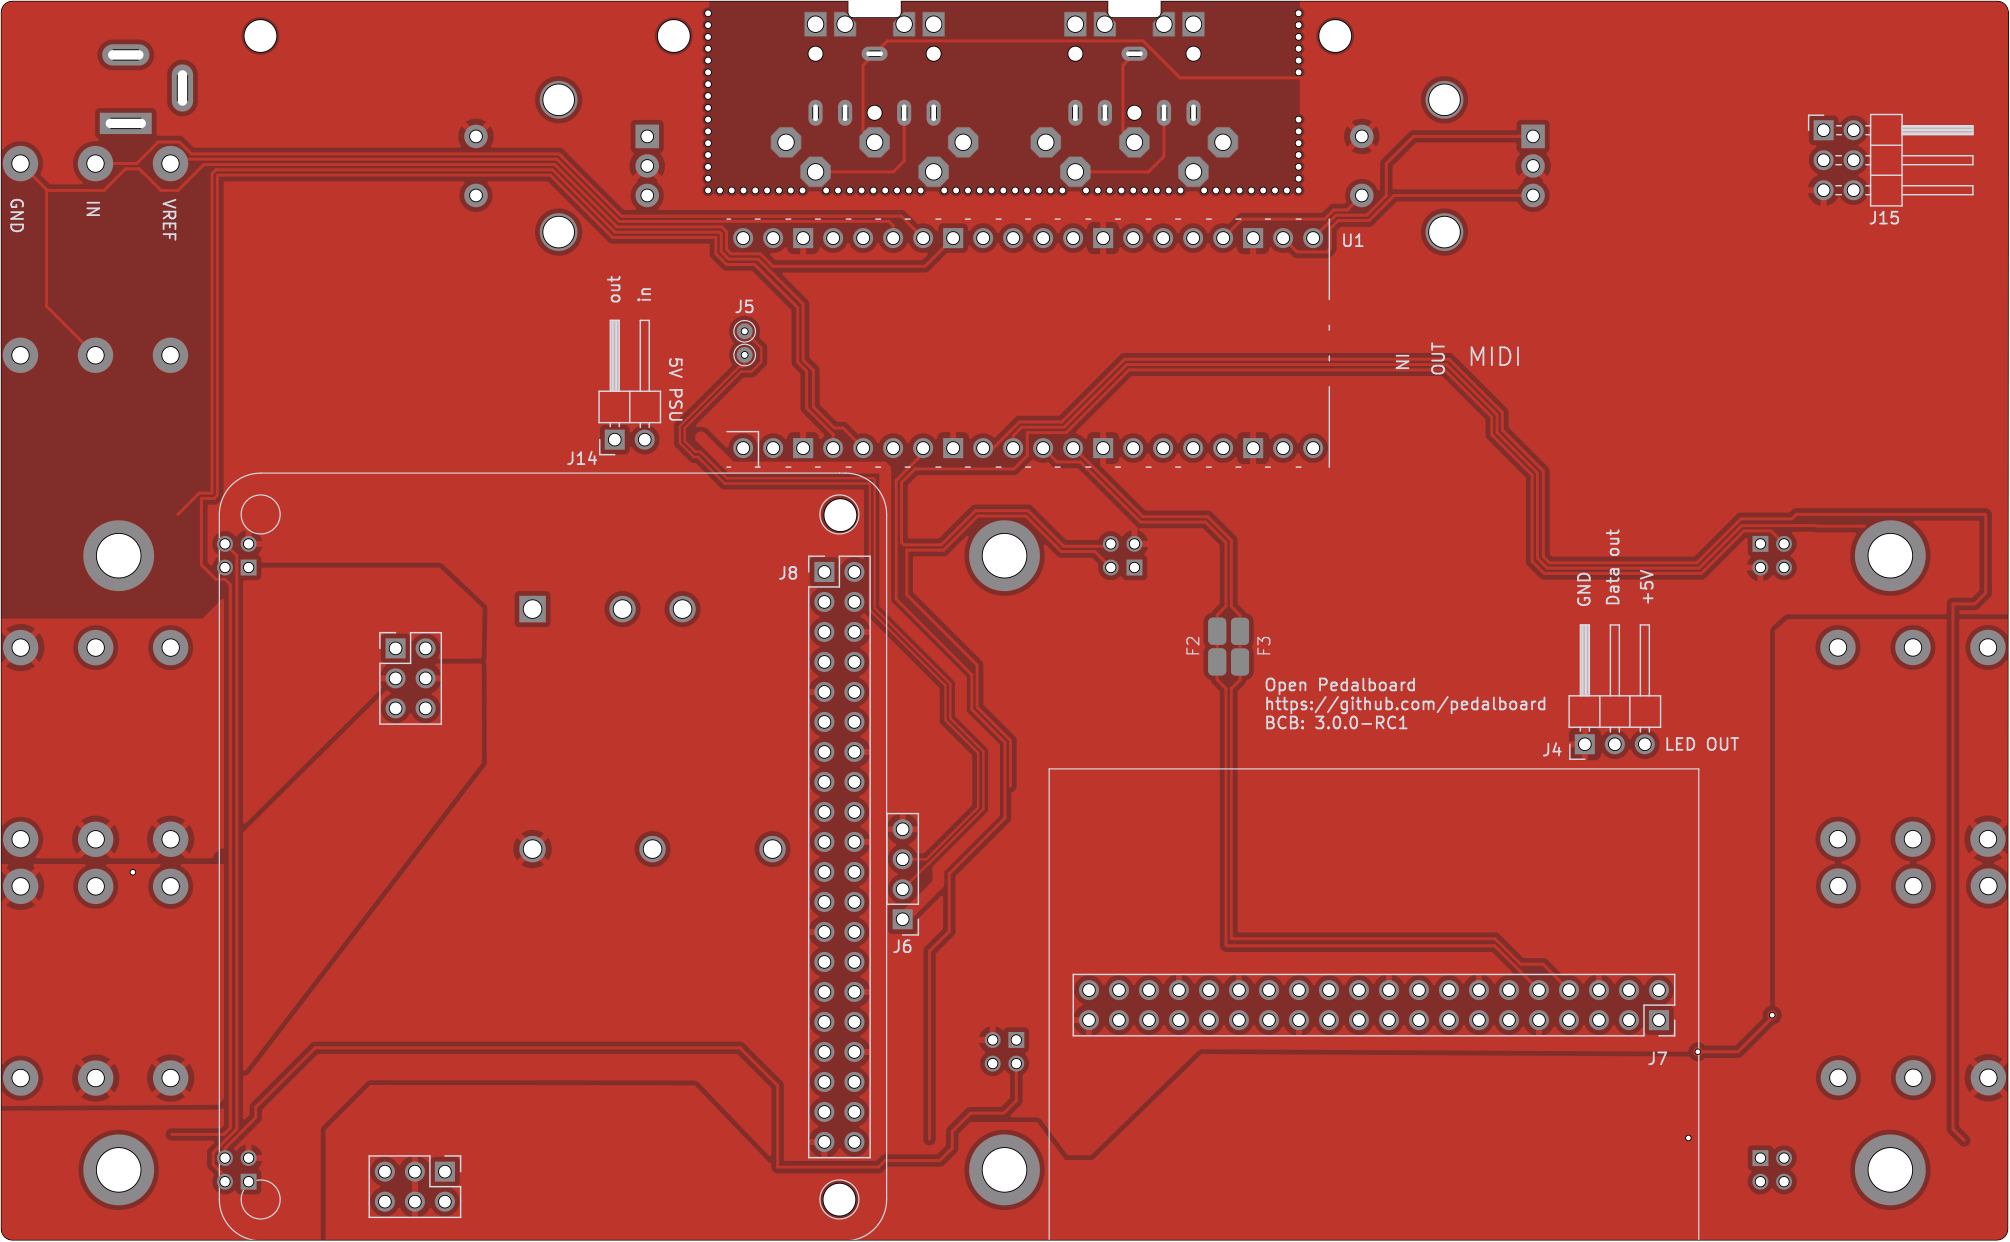 GND
IN
VREF
J15
U1
out
in
J5
5V PSU
J14
IN
OUT
MIDI
J8
GND
Data out
+5V
F2
F3
Open Pedalboard
https://github.com/pedalboard
BCB: 3.0.0-RC1
J4
LED OUT
J6
J7